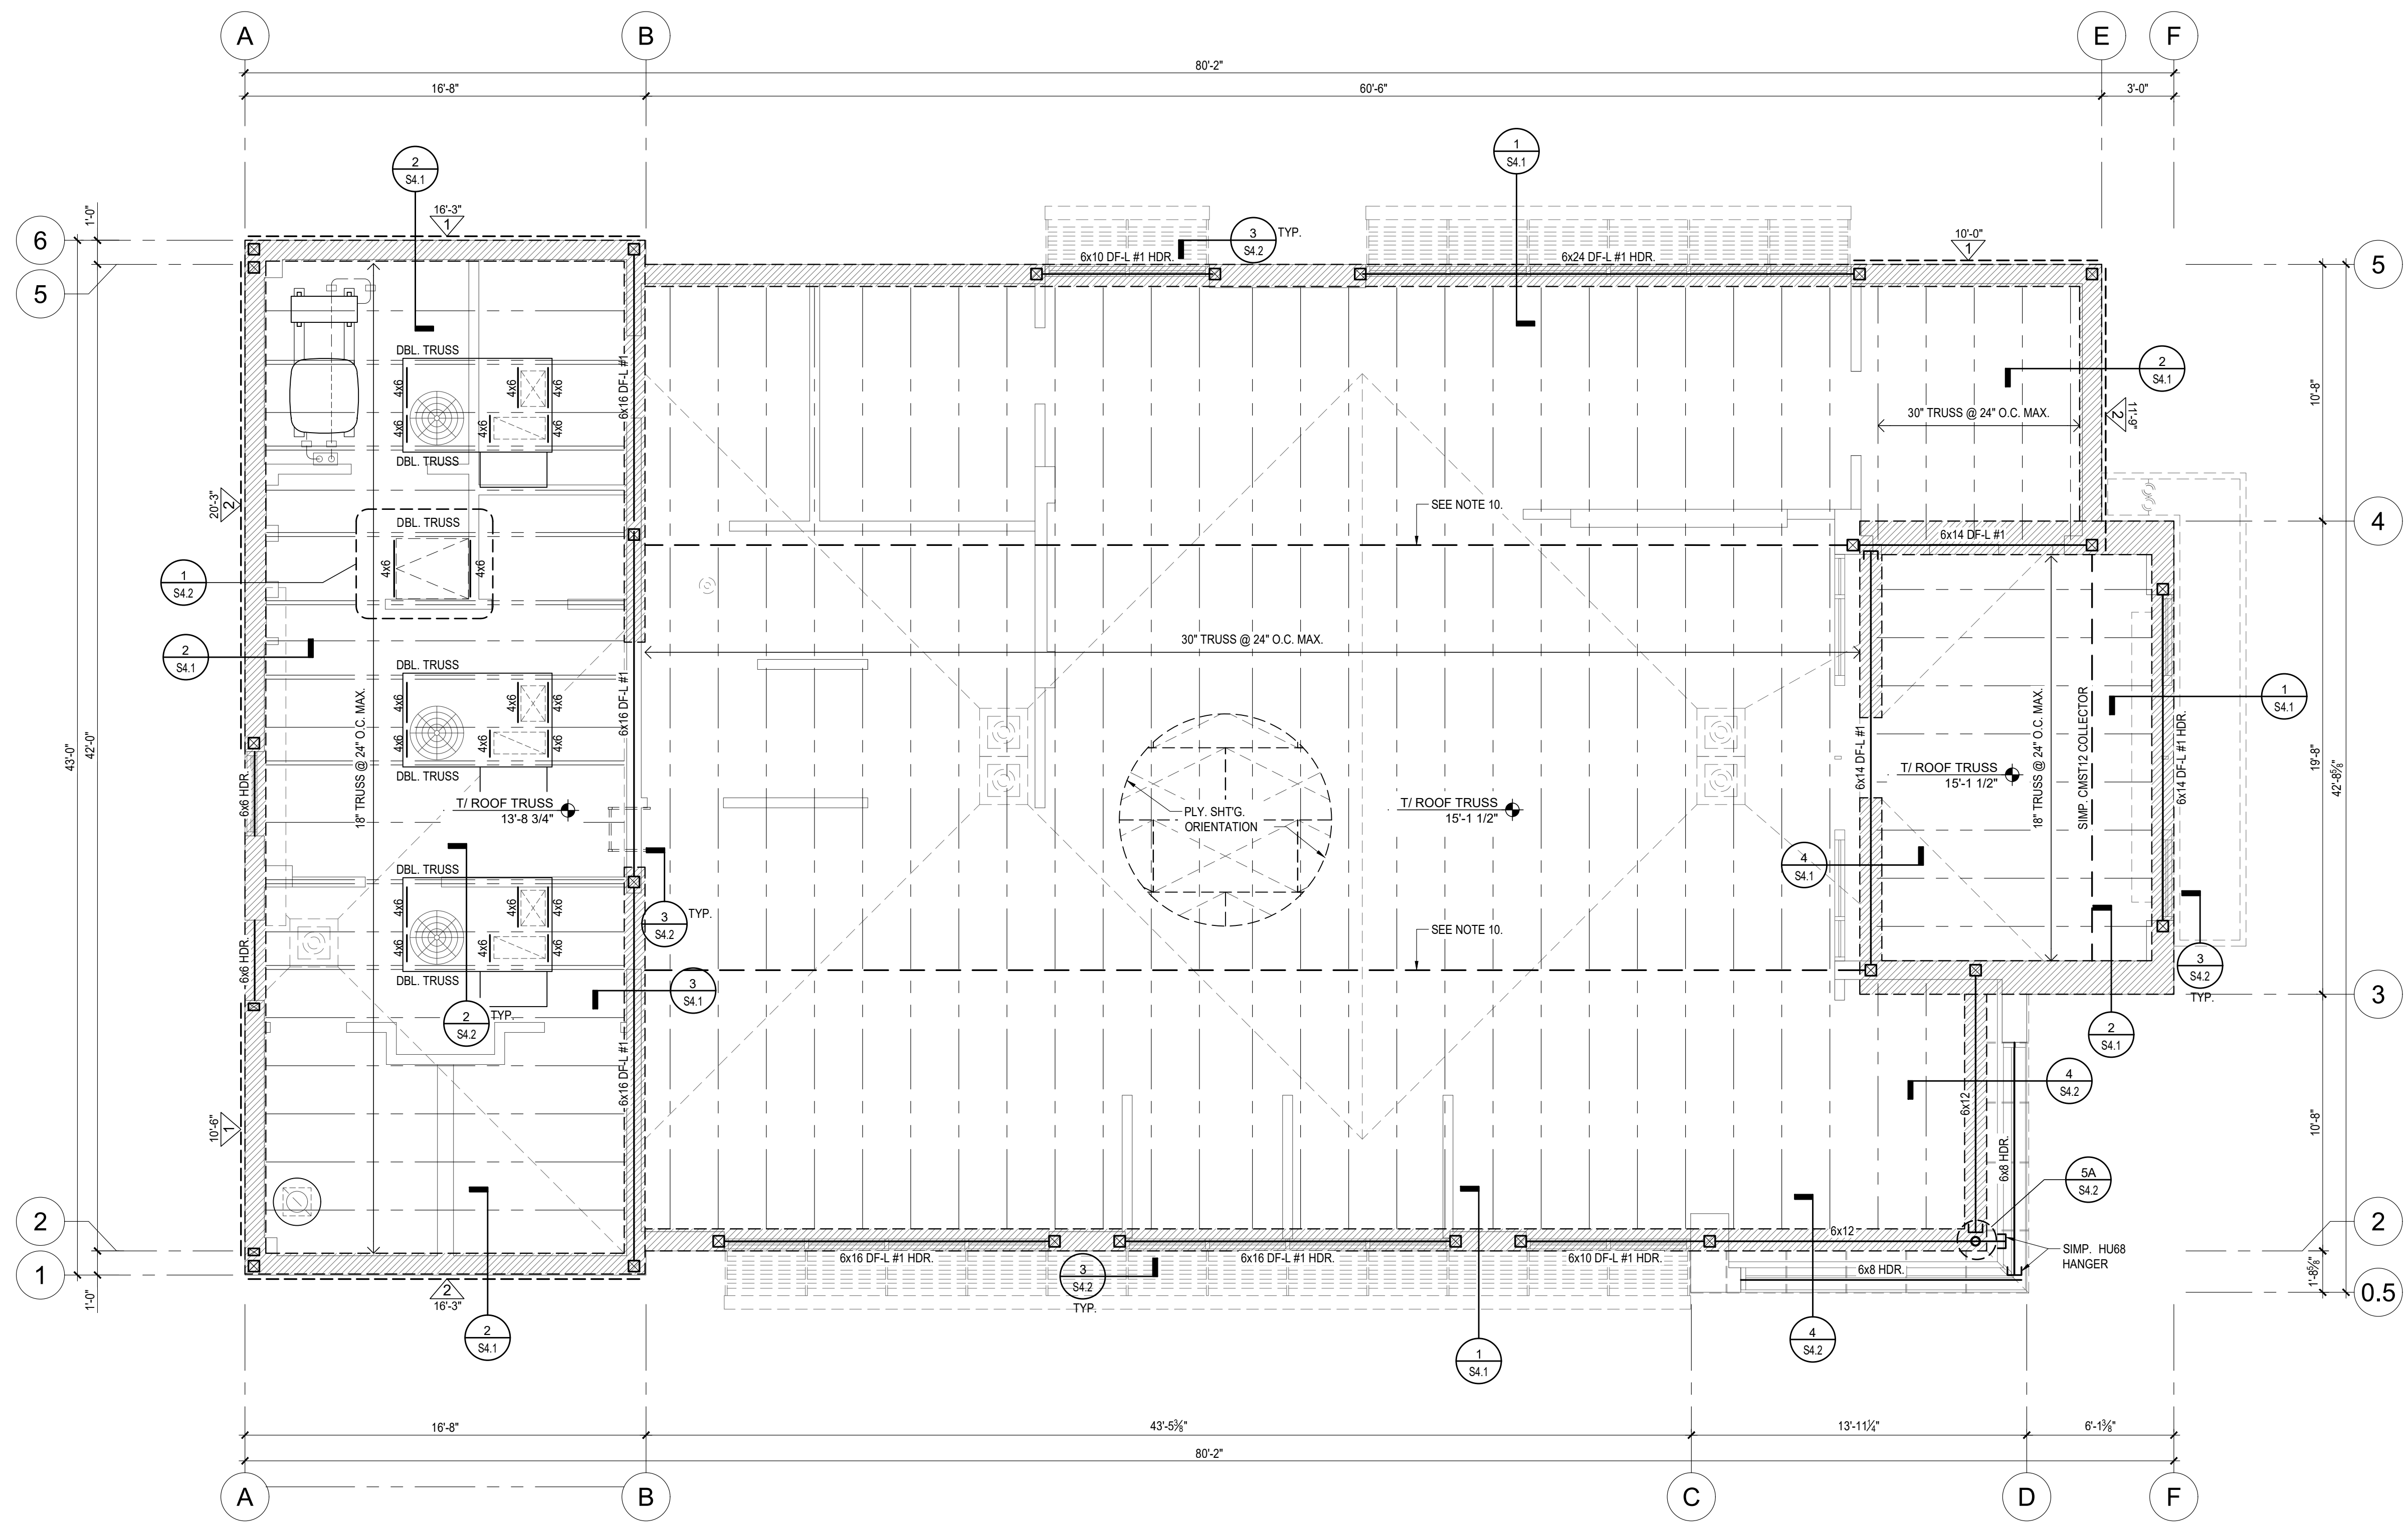 A
B
E
F
80'-2"
16'-8"
60'-6"
3'-0"
2
S4.1
1
S4.1
16'-3"
1
1'-0"
6
5
3
S4.2
TYP.
10'-0"
1
5
6x10 DF-L #1 HDR.
6x24 DF-L #1 HDR.
DBL. TRUSS
4x6
4x6
4x6
4x6
4x6
4x6
DBL. TRUSS
6x16 DF-L #1
2
S4.1
30" TRUSS @ 24" O.C. MAX.
11'-9"
2
10'-8"
20'-3"
2
DBL. TRUSS
4x6
4x6
1
S4.2
SEE NOTE 10.
6x14 DF-L #1
4
2
S4.1
30" TRUSS @ 24" O.C. MAX.
DBL. TRUSS
4x6
4x6
4x6
4x6
4x6
4x6
DBL. TRUSS
6x16 DF-L #1
18" TRUSS @ 24" O.C. MAX.
43'-0"
42'-0"
6x6 HDR.
T/ ROOF TRUSS
13'-8 3/4"
PLY. SHT'G.
ORIENTATION
T/ ROOF TRUSS
15'-1 1/2"
6x14 DF-L #1
T/ ROOF TRUSS
15'-1 1/2"
18" TRUSS @ 24" O.C. MAX.
SIMP. CMST12 COLLECTOR
6x14 DF-L #1 HDR.
1
S4.1
19'-8"
42'-8⅝"
4
S4.1
DBL. TRUSS
4x6
4x6
4x6
4x6
4x6
4x6
DBL. TRUSS
3
S4.2
TYP.
6x6 HDR.
SEE NOTE 10.
3
S4.1
2
S4.2
TYP.
3
S4.2
TYP.
3
2
S4.1
6x16 DF-L #1
10'-6"
1
4
S4.2
6x12
6x8 HDR.
10'-8"
5A
S4.2
2
1
1'-0"
2
16'-3"
6x16 DF-L #1 HDR.
6x16 DF-L #1 HDR.
6x10 DF-L #1 HDR.
6x12
6x8 HDR.
SIMP. HU68
HANGER
2
1'-8⅝"
0.5
3
S4.2
TYP.
2
S4.1
1
S4.1
4
S4.2
16'-8"
43'-5⅜"
13'-11¼"
6'-1⅜"
80'-2"
A
B
C
D
F